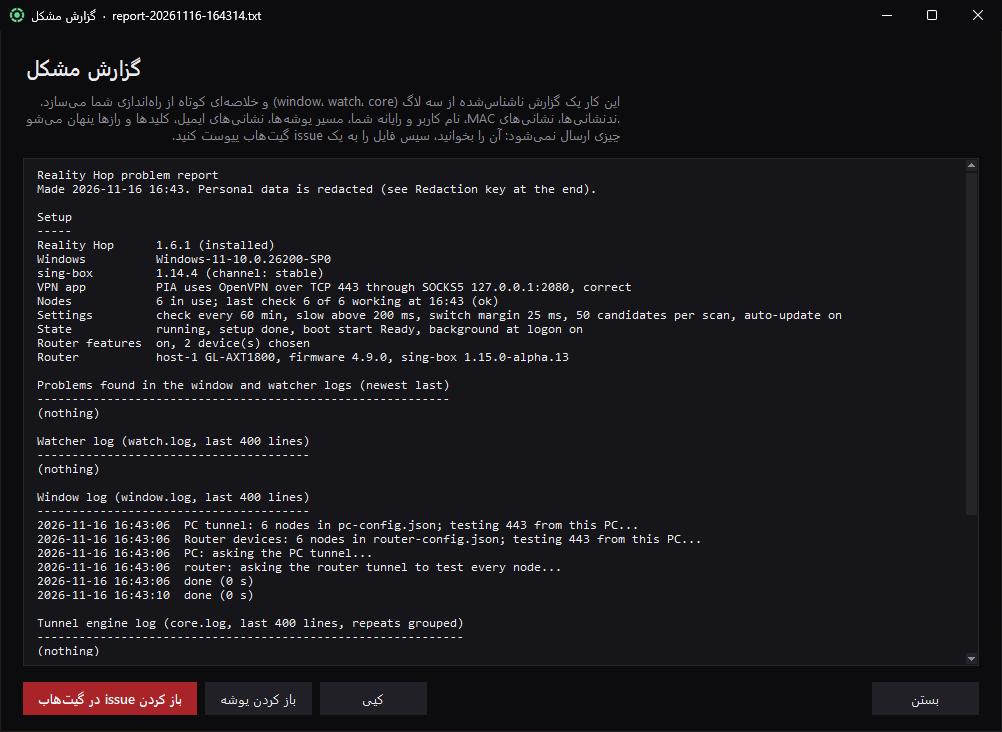 گزارش مشکل · report-20261116-164314.txt
گزارش مشکل
این کار یک گزارش ناشناس‌شده از سه لاگ (window، watch، core) و خلاصه‌ای کوتاه از راه‌اندازی شما می‌سازد.
ندنشانی‌ها، نشانی‌های MAC، نام کاربر و رایانه شما، مسیر پوشه‌ها، نشانی‌های ایمیل، کلیدها و رازها پنهان می‌شو.
چیزی ارسال نمی‌شود: آن را بخوانید، سپس فایل را به یک issue گیت‌هاب پیوست کنید.
Reality Hop problem report
Made 2026-11-16 16:43. Personal data is redacted (see Redaction key at the end).
Setup
-----
Reality Hop 1.6.1 (installed)
Windows Windows-11-10.0.26200-SP0
sing-box 1.14.4 (channel: stable)
VPN app PIA uses OpenVPN over TCP 443 through SOCKS5 127.0.0.1:2080, correct
Nodes 6 in use; last check 6 of 6 working at 16:43 (ok)
Settings check every 60 min, slow above 200 ms, switch margin 25 ms, 50 candidates per scan, auto-update on
State running, setup done, boot start Ready, background at logon on
Router features on, 2 device(s) chosen
Router host-1 GL-AXT1800, firmware 4.9.0, sing-box 1.15.0-alpha.13
Problems found in the window and watcher logs (newest last)
-----------------------------------------------------------
(nothing)
Watcher log (watch.log, last 400 lines)
---------------------------------------
(nothing)
Window log (window.log, last 400 lines)
---------------------------------------
2026-11-16 16:43:06 PC tunnel: 6 nodes in pc-config.json; testing 443 from this PC...
2026-11-16 16:43:06 Router devices: 6 nodes in router-config.json; testing 443 from this PC...
2026-11-16 16:43:06 PC: asking the PC tunnel...
2026-11-16 16:43:06 router: asking the router tunnel to test every node...
2026-11-16 16:43:06 done (0 s)
2026-11-16 16:43:10 done (0 s)
Tunnel engine log (core.log, last 400 lines, repeats grouped)
-------------------------------------------------------------
(nothing)
باز کردن issue در گیت‌هاب
باز کردن پوشه
کپی
بستن